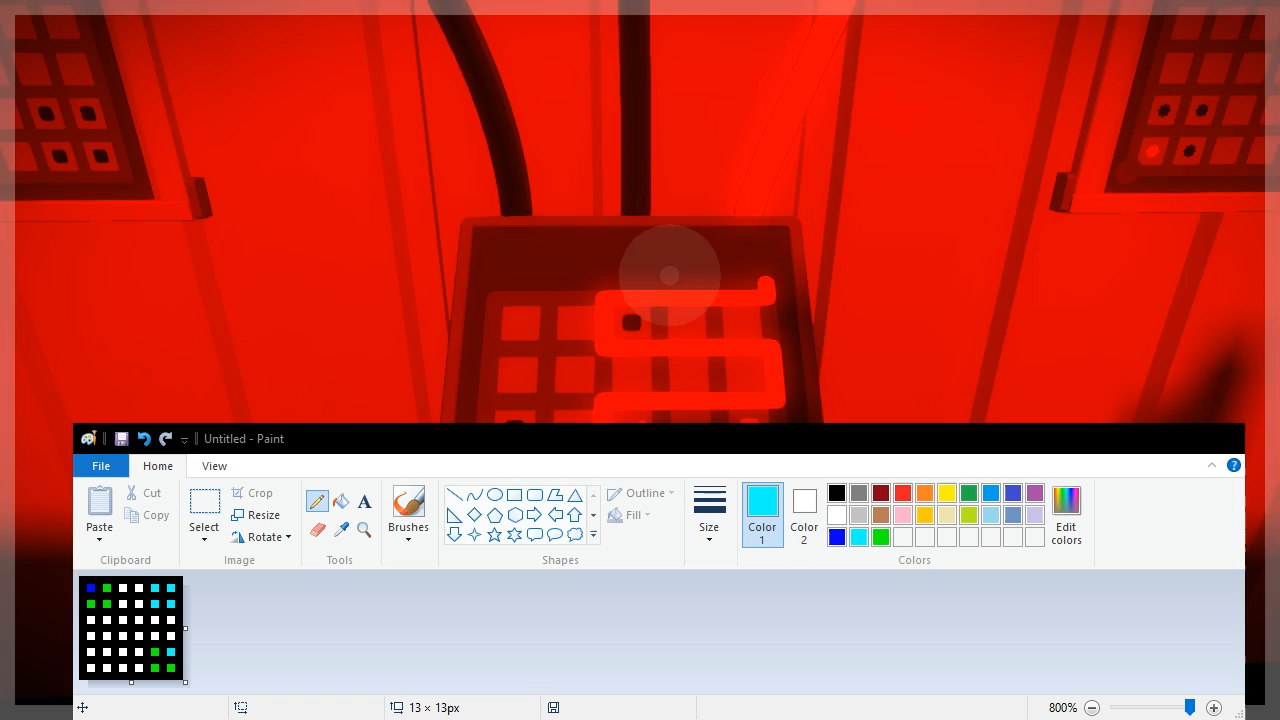 Untitled - Paint
File Home View
Paste
Cut
Copy
Clipboard
Select
Crop
Resize
Rotate
Image
A
Tools
Brushes
Outline
Fill
Shapes
Size
Color 1
Color 2
Edit colors
Colors
13 × 13px
800%